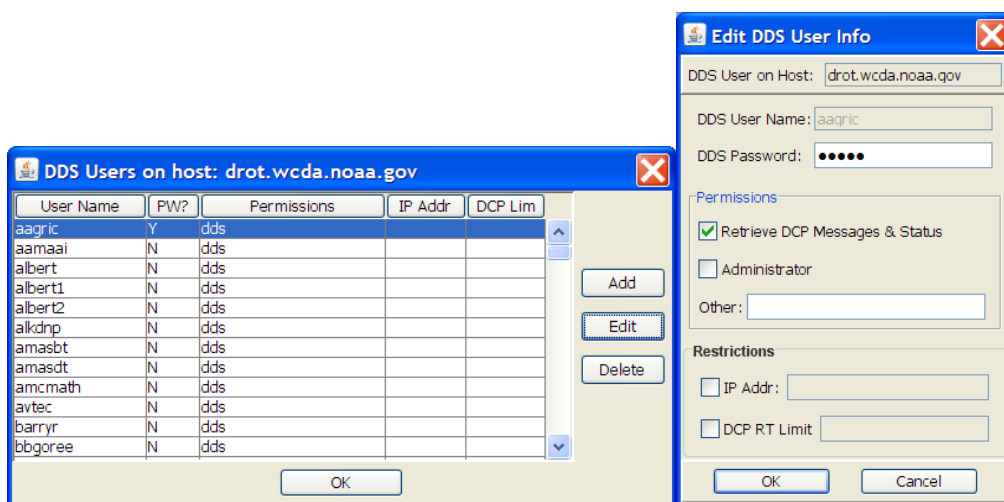 DDS Users on host: drot.wcda.noaa.gov
User Name PW? Permissions IP Addr DCP Lim
aagric Y dds
aamaai N dds
albert N dds
albert1 N dds
albert2 N dds
alkdnp N dds
amasbt N dds
amasdt N dds
amcmath N dds
avtec N dds
barryr N dds
bbgoree N dds
Add
Edit
Delete
OK
Edit DDS User Info
DDS User on Host: drot.wcda.noaa.gov
DDS User Name: aagric
DDS Password: •••••
Permissions
Retrieve DCP Messages & Status
Administrator
Other:
Restrictions
IP Addr:
DCP RT Limit
OK Cancel